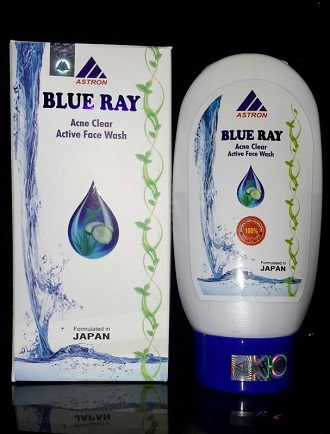 ASTRON
BLUE RAY
Acne Clear
Active Face Wash
Formulated in
JAPAN
ASTRON
BLUE RAY
Acne Clear
Active Face Wash
100%
Formulated in
JAPAN